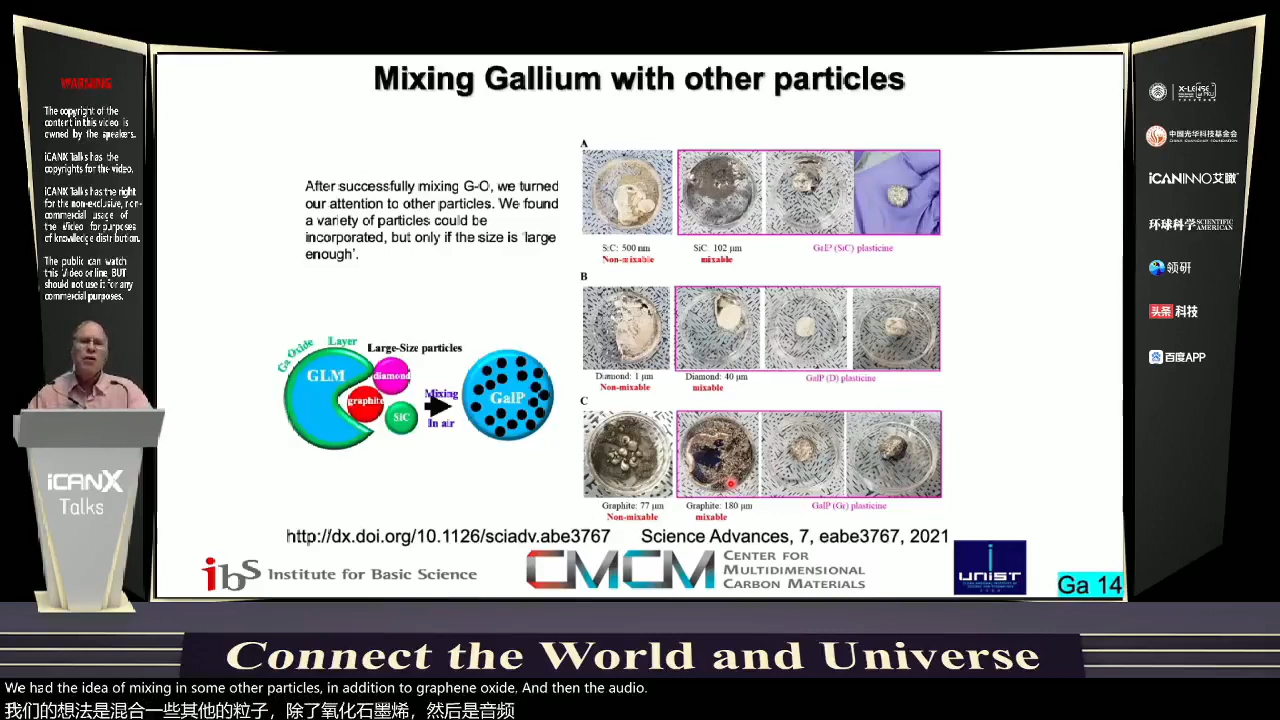 WARNING
The copyright of the
content in this video is
owned by the speakers.
iCANX Talks has the
copyrights for the video.
iCANX Talks has the right
for the non-exclusive, non-
commercial usage of
the Video for purposes
of knowledge distribution.
The public can watch
this Video online, BUT
should not use it for any
commercial purposes.
iCANX
Talks
Mixing Gallium with other particles
After successfully mixing G-O, we turned
our attention to other particles. We found
a variety of particles could be
incorporated, but only if the size is 'large
enough'.
Ga Oxide Layer
Large-Size particles
GLM
diamond
graphite
SiC
Mixing
In air
GalP
A
SiC: 500 nm
Non-mixable
SiC: 102 μm
mixable
GalP (SiC) plasticine
B
Diamond: 1 μm
Non-mixable
Diamond: 40 μm
mixable
GalP (D) plasticine
C
Graphite: 77 μm
Non-mixable
Graphite: 180 μm
mixable
GalP (Gr) plasticine
http://dx.doi.org/10.1126/sciadv.abe3767 Science Advances, 7, eabe3767, 2021
ibS Institute for Basic Science
CMCM
CENTER FOR
MULTIDIMENSIONAL
CARBON MATERIALS
UNIST
Ga 14
中国光华科技基金会
iCANINNO艾瞰
环球科学 SCIENTIFIC
AMERICAN
领研
头条 科技
百度APP
Connect the World and Universe
We had the idea of mixing in some other particles, in addition to graphene oxide. And then the audio.
我们的想法是混合一些其他的粒子，除了氧化石墨烯，然后是音频